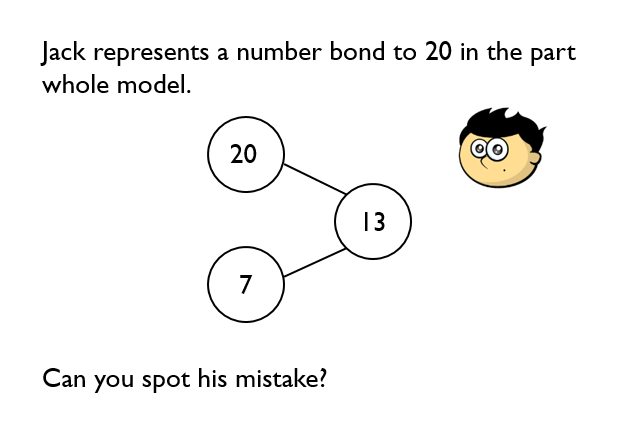 Jack represents a number bond to 20 in the part
whole model.
20
13
7
Can you spot his mistake?